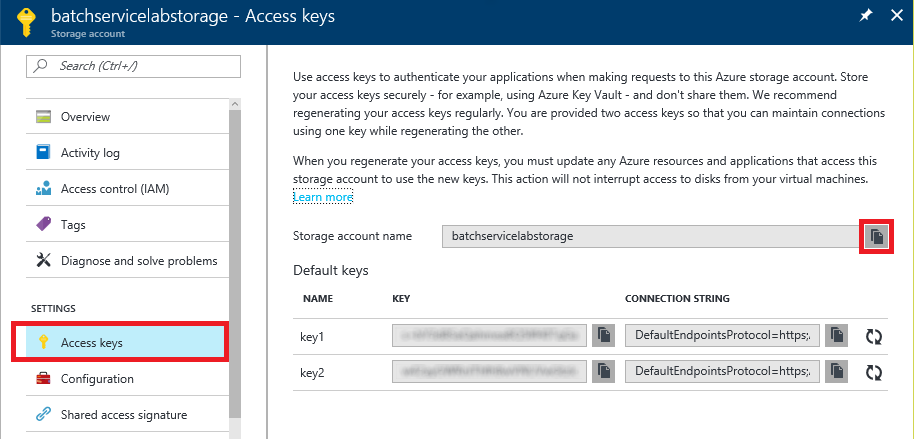 batchservicelabstorage - Access keys
Storage account
Search (Ctrl+/)
Overview
Activity log
Access control (IAM)
Tags
Diagnose and solve problems
SETTINGS
Access keys
Configuration
Shared access signature
Use access keys to authenticate your applications when making requests to this Azure storage account. Store
your access keys securely - for example, using Azure Key Vault - and don't share them. We recommend
regenerating your access keys regularly. You are provided two access keys so that you can maintain connections
using one key while regenerating the other.
When you regenerate your access keys, you must update any Azure resources and applications that access this
storage account to use the new keys. This action will not interrupt access to disks from your virtual machines.
Learn more
Storage account name batchservicelabstorage
Default keys
NAME KEY CONNECTION STRING
key1 DefaultEndpointsProtocol=https;
key2 DefaultEndpointsProtocol=https;